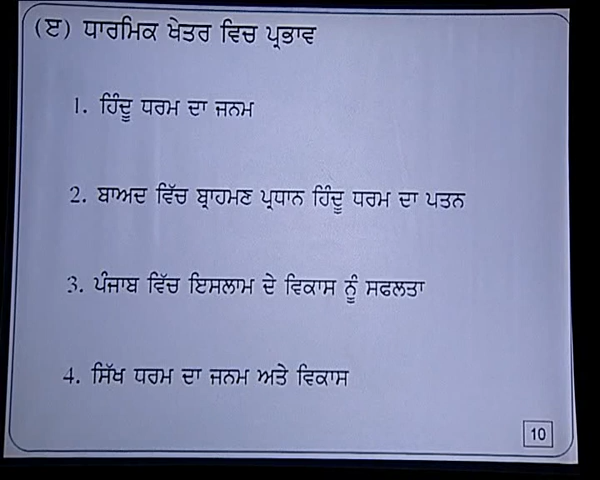 (ੲ) ਧਾਰਮਿਕ ਖੇਤਰ ਵਿਚ ਪ੍ਰਭਾਵ
1. ਹਿੰਦੂ ਧਰਮ ਦਾ ਜਨਮ
2. ਬਾਅਦ ਵਿੱਚ ਬ੍ਰਾਹਮਣ ਪ੍ਰਧਾਨ ਹਿੰਦੂ ਧਰਮ ਦਾ ਪਤਨ
3. ਪੰਜਾਬ ਵਿੱਚ ਇਸਲਾਮ ਦੇ ਵਿਕਾਸ ਨੂੰ ਸਫਲਤਾ
4. ਸਿੱਖ ਧਰਮ ਦਾ ਜਨਮ ਅਤੇ ਵਿਕਾਸ
10